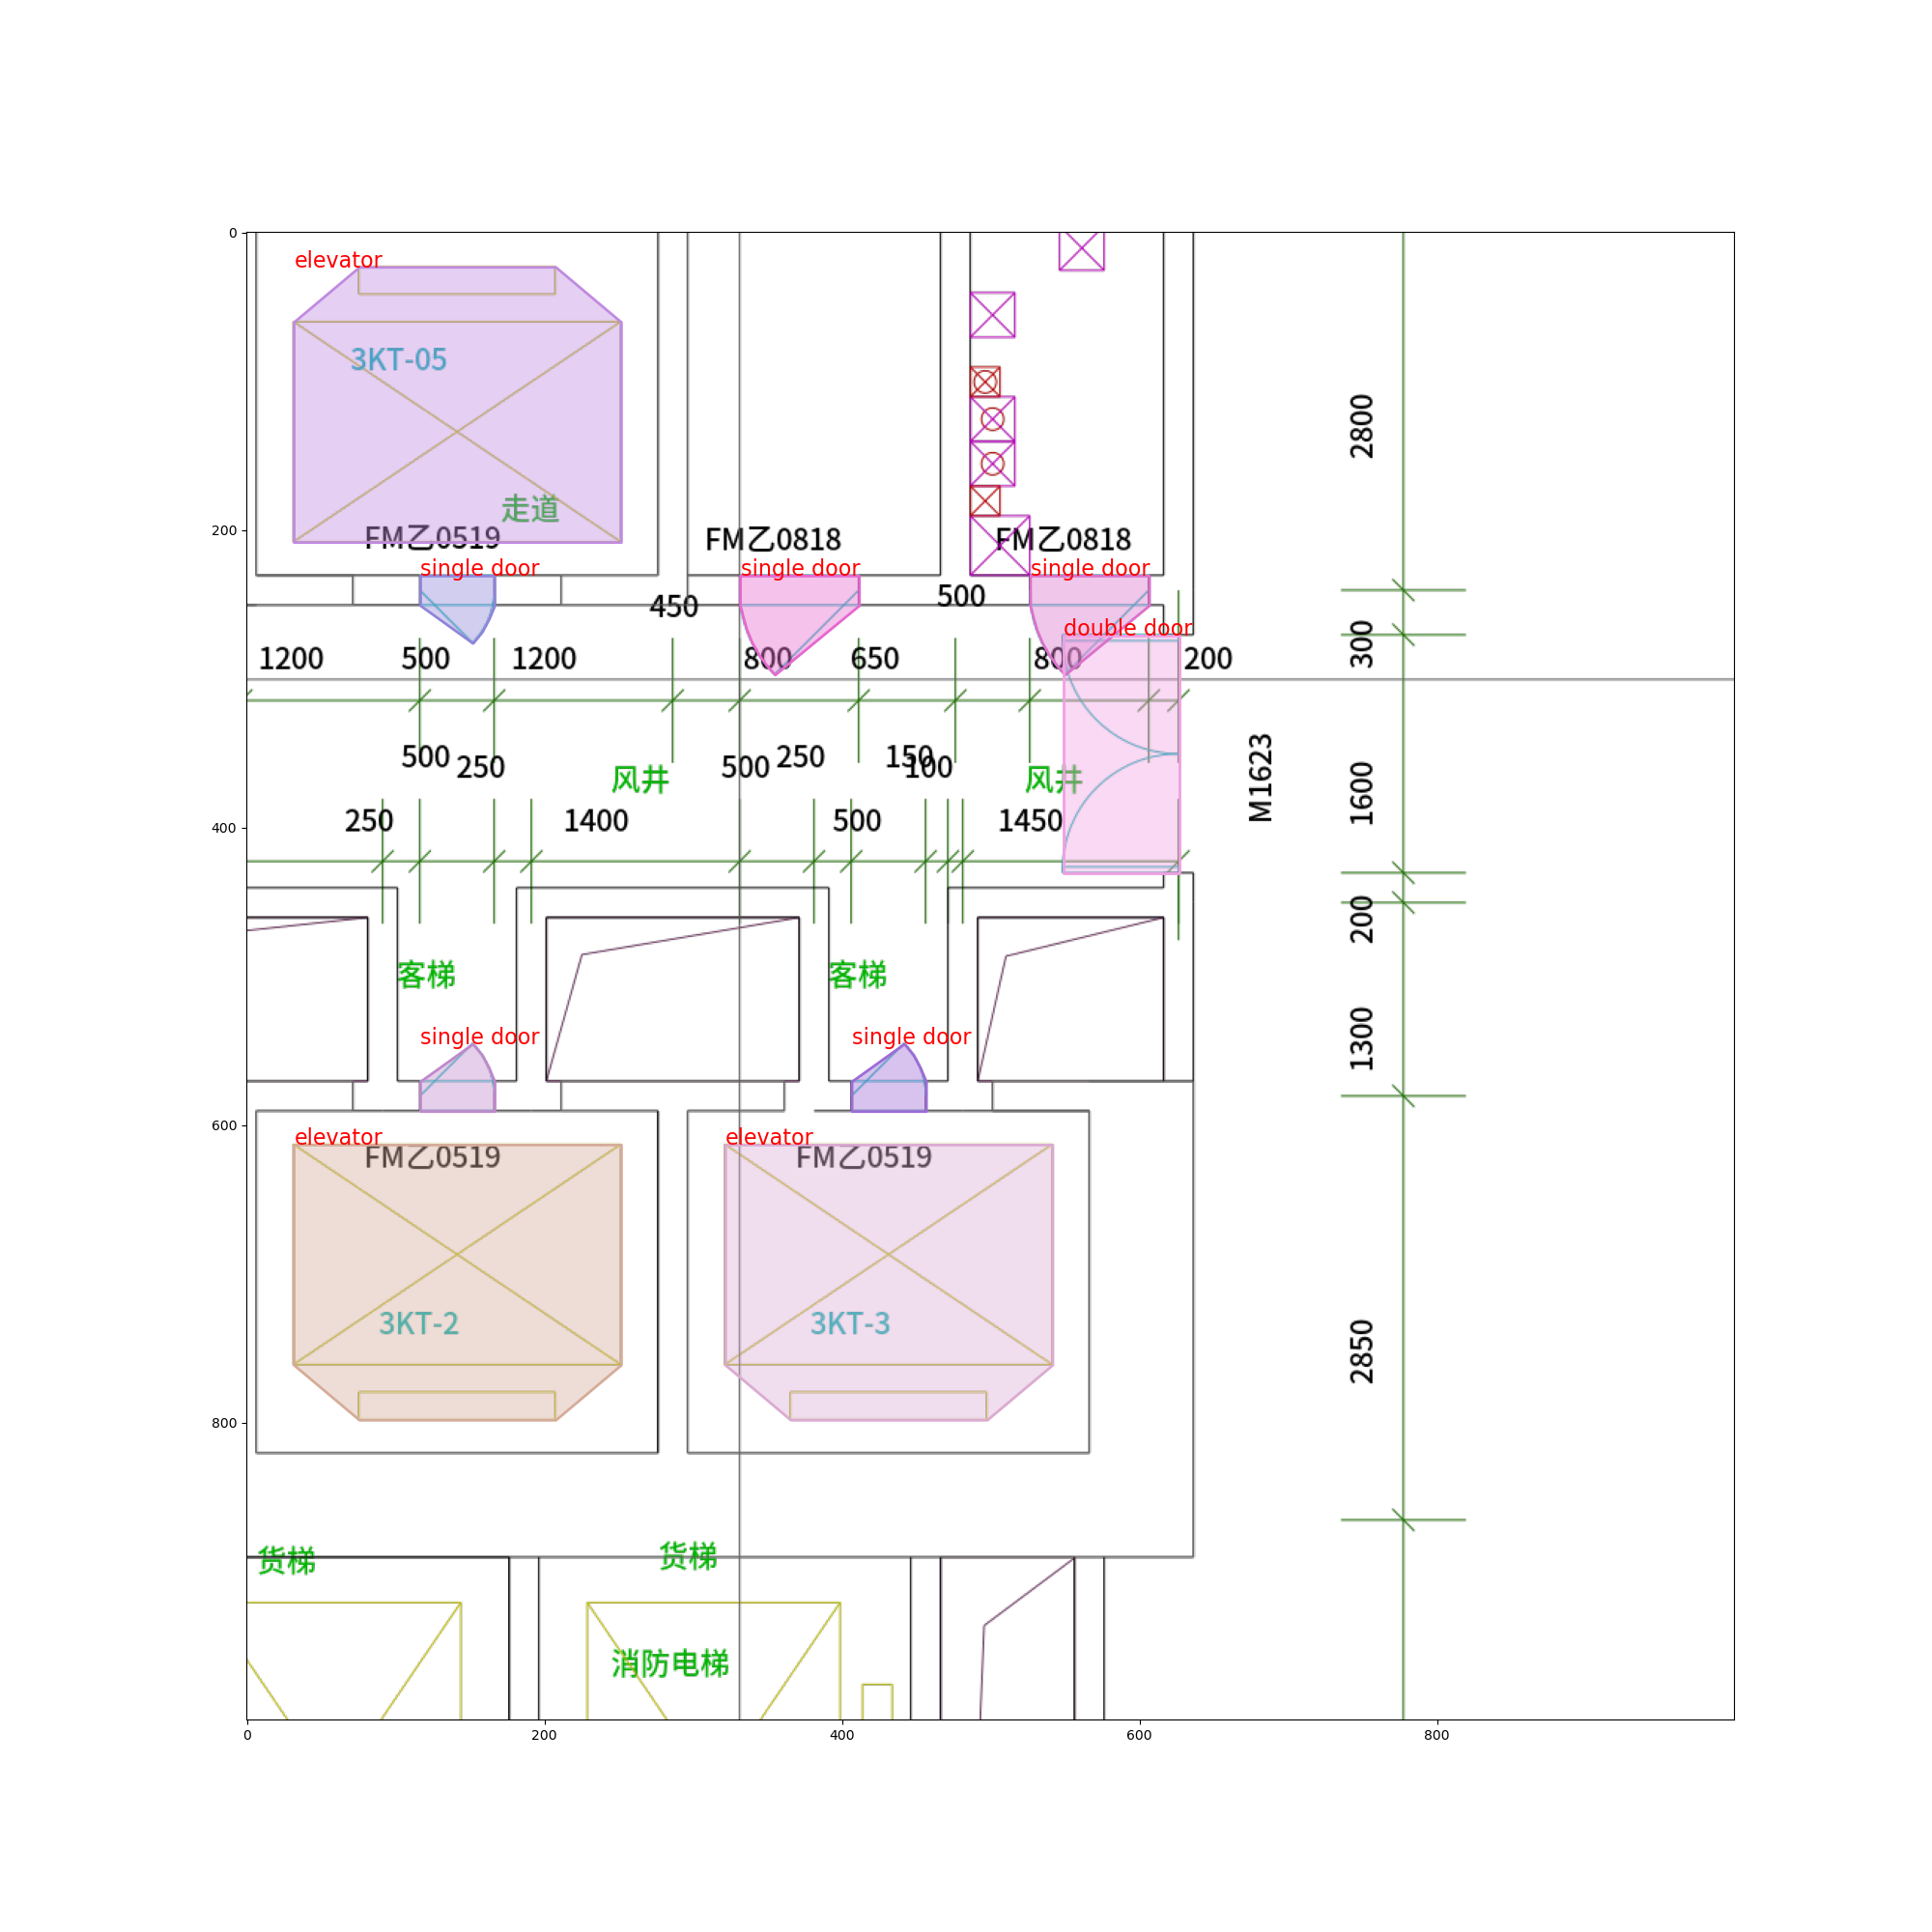 0
elevator
3KT-05
走道
FM乙0519
FM乙0818
FM乙0818
200
single door
single door
single door
450
500
double door
1200
500
1200
800
650
800
200
500
250
500
250
150
100
风井
风井
250
1400
500
1450
400
M1623
2800
300
1600
200
1300
2850
客梯
客梯
single door
single door
600
elevator
elevator
FM乙0519
FM乙0519
3KT-2
3KT-3
800
货梯
货梯
消防电梯
0
200
400
600
800